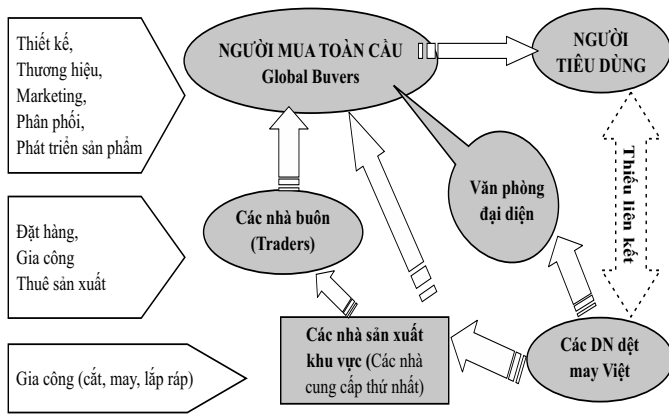 Thiết kế,
Thương hiệu,
Marketing,
Phân phối,
Phát triển sản phẩm
NGƯỜI MUA TOÀN CẦU
Global Buvers
NGƯỜI
TIÊU DÙNG
Đặt hàng,
Gia công
Thuê sản xuất
Các nhà buôn
(Traders)
Văn phòng
đại diện
Thiếu liên kết
Gia công (cắt, may, lắp ráp)
Các nhà sản xuất
khu vực (Các nhà
cung cấp thứ nhất)
Các DN dệt
may Việt